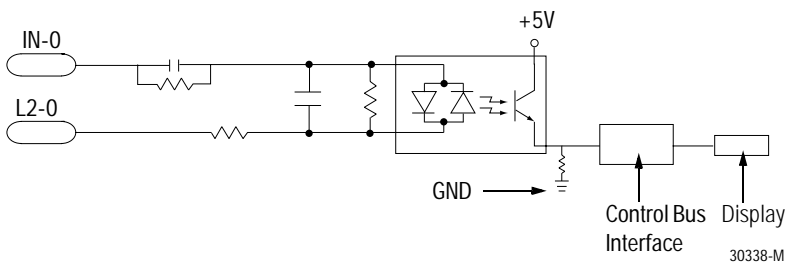 +5V
IN-0
L2-0
GND
Control Bus
Interface
Display
30338-M